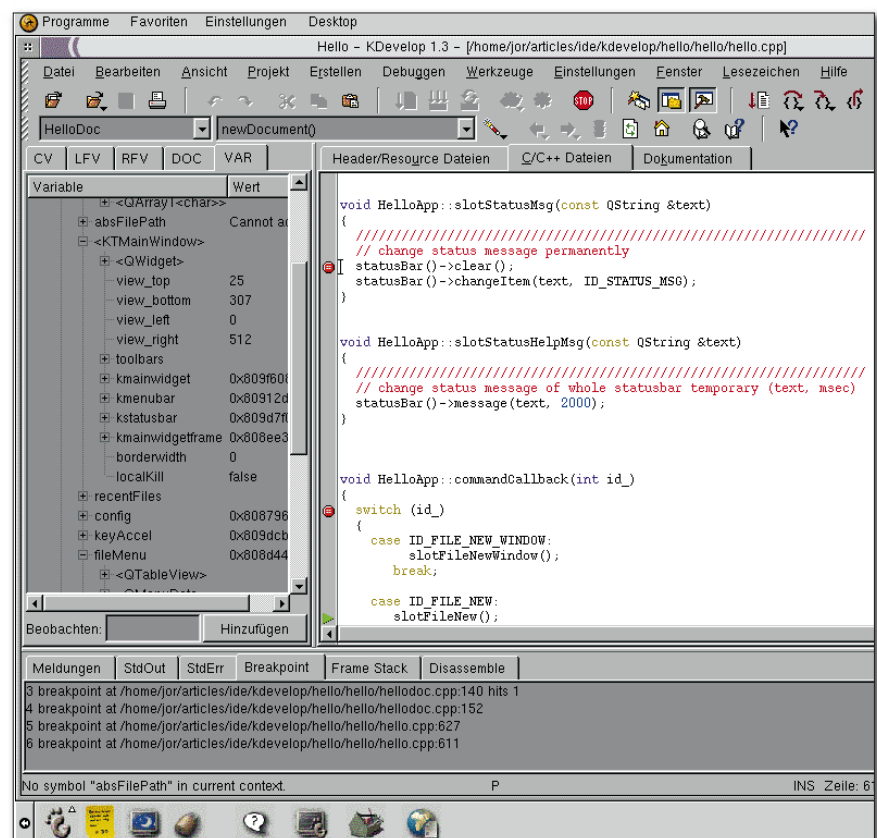 Programme Favoriten Einstellungen Desktop
Hello - KDevelop 1.3 - [/home/jor/articles/ide/kdevelop/hello/hello/hello.cpp]
Datei Bearbeiten Ansicht Projekt Erstellen Debuggen Werkzeuge Einstellungen Fenster Lesezeichen Hilfe
STOP
HelloDoc newDocument()
CV LFV RFV DOC VAR
Header/Resource Dateien C/C++ Dateien Dokumentation
Variable Wert
<QArrayT<char>>
absFilePath Cannot ac
<KTMainWindow>
<QWidget>
view_top 25
view_bottom 307
view_left 0
view_right 512
toolbars
kmainwidget 0x809f608
kmenubar 0x80912d
kstatusbar 0x809d7f0
kmainwidgetframe 0x808ee3
borderwidth 0
localKill false
recentFiles
config 0x808796
keyAccel 0x809dcb
fileMenu 0x808d44
<QTableView>
Beobachten: Hinzufügen
void HelloApp::slotStatusMsg(const QString &text)
{
///////////////////////////////////////////////////////////////////
// change status message permanently
statusBar()->clear();
statusBar()->changeItem(text, ID_STATUS_MSG);
}
void HelloApp::slotStatusHelpMsg(const QString &text)
{
///////////////////////////////////////////////////////////////////
// change status message of whole statusbar temporary (text, msec)
statusBar()->message(text, 2000);
}
void HelloApp::commandCallback(int id_)
{
switch (id_)
{
case ID_FILE_NEW_WINDOW:
slotFileNewWindow();
break;
case ID_FILE_NEW:
slotFileNew();
Meldungen StdOut StdErr Breakpoint Frame Stack Disassemble
3 breakpoint at /home/jor/articles/ide/kdevelop/hello/hello/hellodoc.cpp:140 hits 1
4 breakpoint at /home/jor/articles/ide/kdevelop/hello/hello/hellodoc.cpp:152
5 breakpoint at /home/jor/articles/ide/kdevelop/hello/hello/hello.cpp:627
6 breakpoint at /home/jor/articles/ide/kdevelop/hello/hello/hello.cpp:611
No symbol "absFilePath" in current context. P INS Zeile: 6